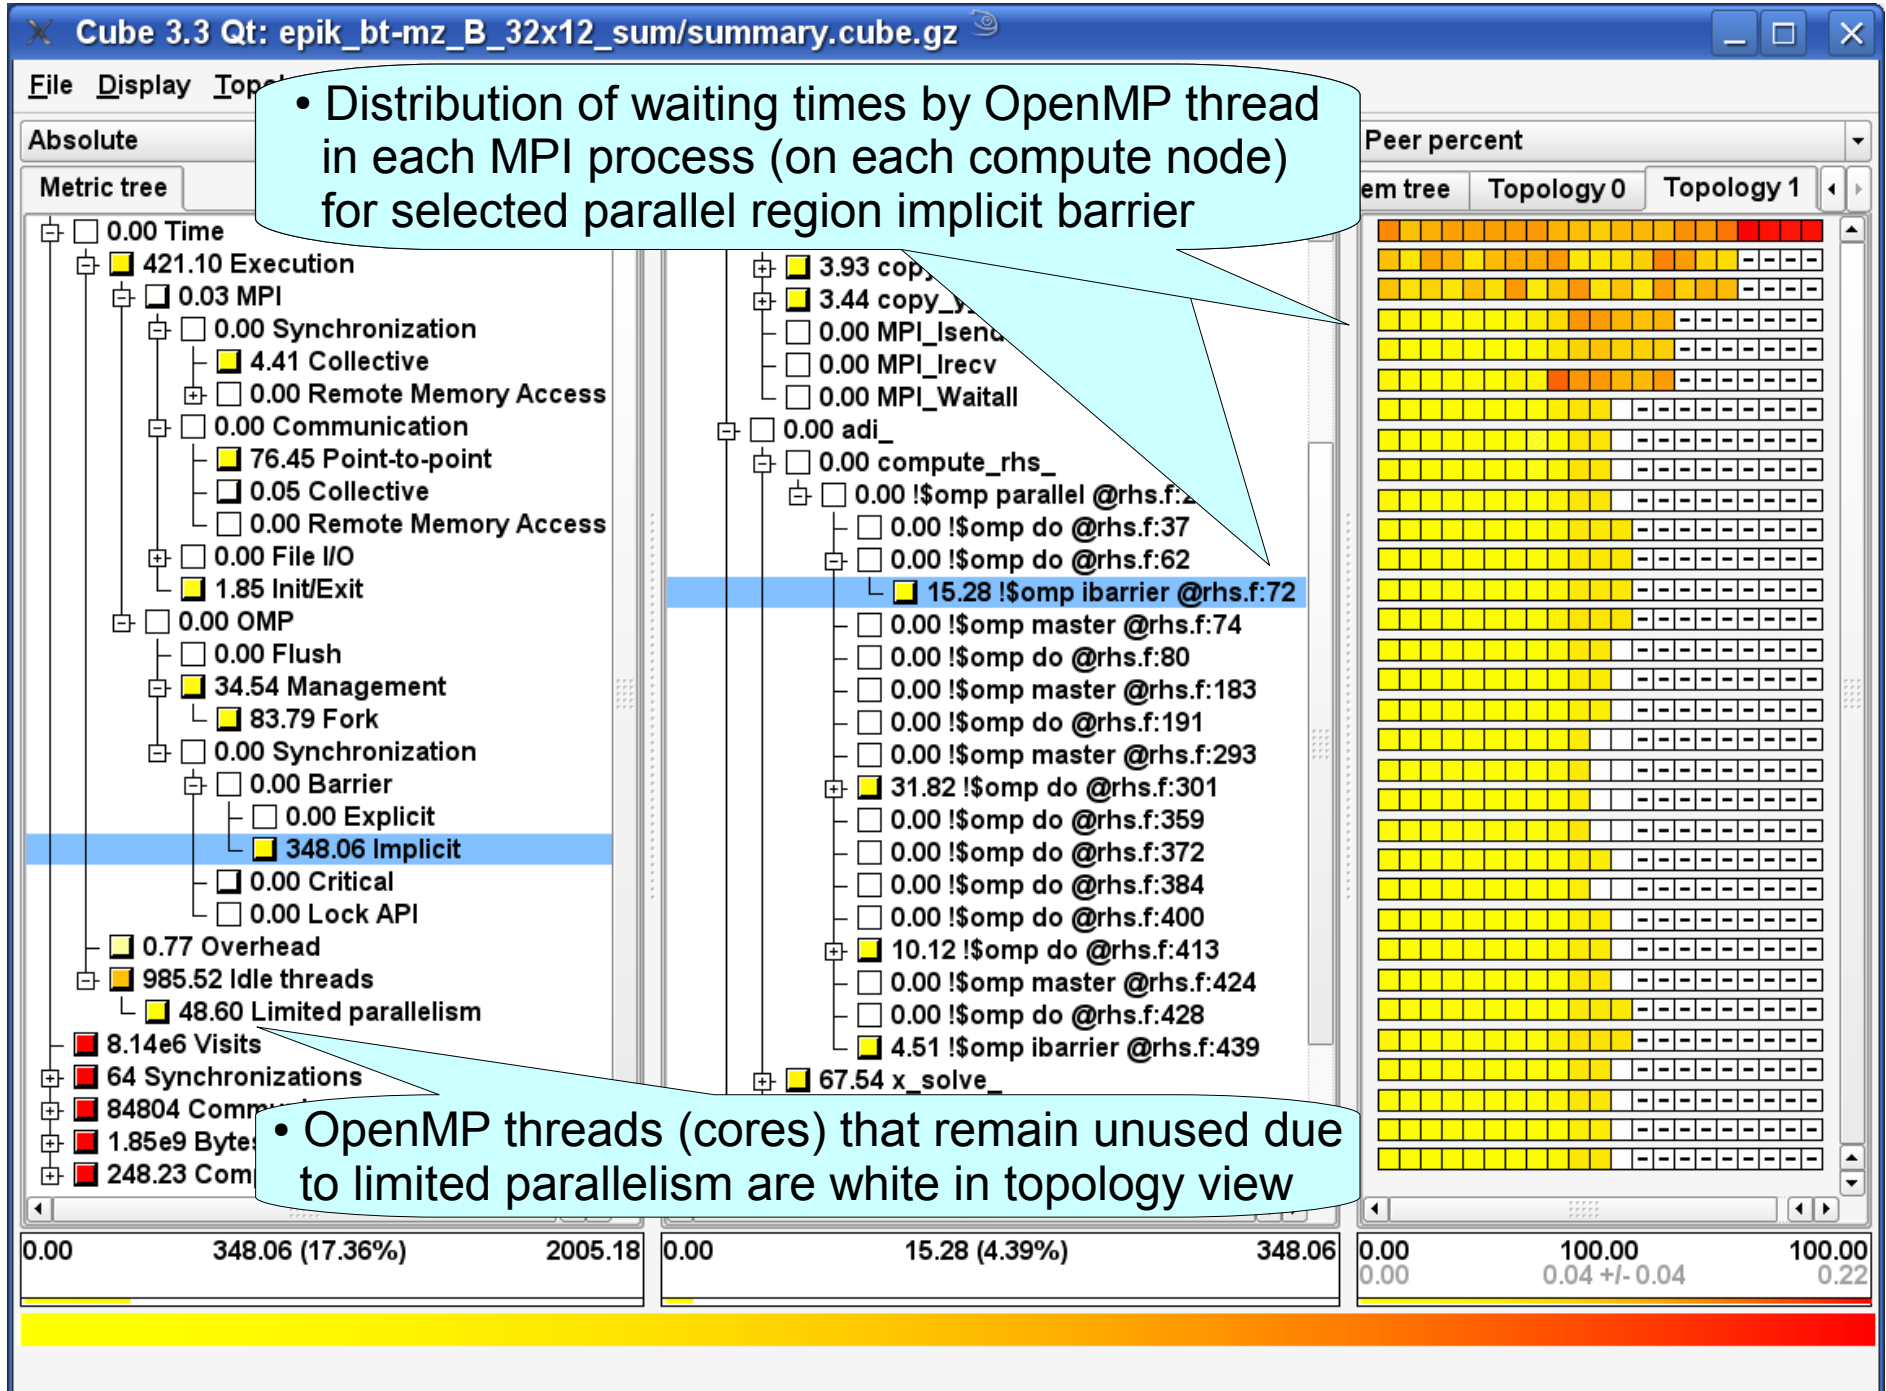 Cube 3.3 Qt: epik_bt-mz_B_32x12_sum/summary.cube.gz
File Display
• Distribution of waiting times by OpenMP thread
in each MPI process (on each compute node)
for selected parallel region implicit barrier
Absolute
Metric tree
0.00 Time
421.10 Execution
0.03 MPI
0.00 Synchronization
4.41 Collective
0.00 Remote Memory Access
0.00 Communication
76.45 Point-to-point
0.05 Collective
0.00 Remote Memory Access
0.00 File I/O
1.85 Init/Exit
0.00 OMP
0.00 Flush
34.54 Management
83.79 Fork
0.00 Synchronization
0.00 Barrier
0.00 Explicit
348.06 Implicit
0.00 Critical
0.00 Lock API
0.77 Overhead
985.52 Idle threads
48.60 Limited parallelism
8.14e6 Visits
64 Synchronizations
84804
1.85e9 Bytes
248.23
3.93
3.44
0.00 MPI_Isend
0.00 MPI_Irecv
0.00 MPI_Waitall
0.00 adi_
0.00 compute_rhs_
0.00 !$omp parallel
0.00 !$omp do @rhs.f:37
0.00 !$omp do @rhs.f:62
15.28 !$omp ibarrier @rhs.f:72
0.00 !$omp master @rhs.f:74
0.00 !$omp do @rhs.f:80
0.00 !$omp master @rhs.f:183
0.00 !$omp do @rhs.f:191
0.00 !$omp master @rhs.f:293
31.82 !$omp do @rhs.f:301
0.00 !$omp do @rhs.f:359
0.00 !$omp do @rhs.f:372
0.00 !$omp do @rhs.f:384
0.00 !$omp do @rhs.f:400
10.12 !$omp do @rhs.f:413
0.00 !$omp master @rhs.f:424
0.00 !$omp do @rhs.f:428
4.51 !$omp ibarrier @rhs.f:439
67.54 x_solve_
Peer percent
em tree Topology 0 Topology 1
• OpenMP threads (cores) that remain unused due
to limited parallelism are white in topology view
0.00 348.06 (17.36%) 2005.18
0.00 15.28 (4.39%) 348.06
0.00 100.00 100.00
0.00 0.04 +/- 0.04 0.22